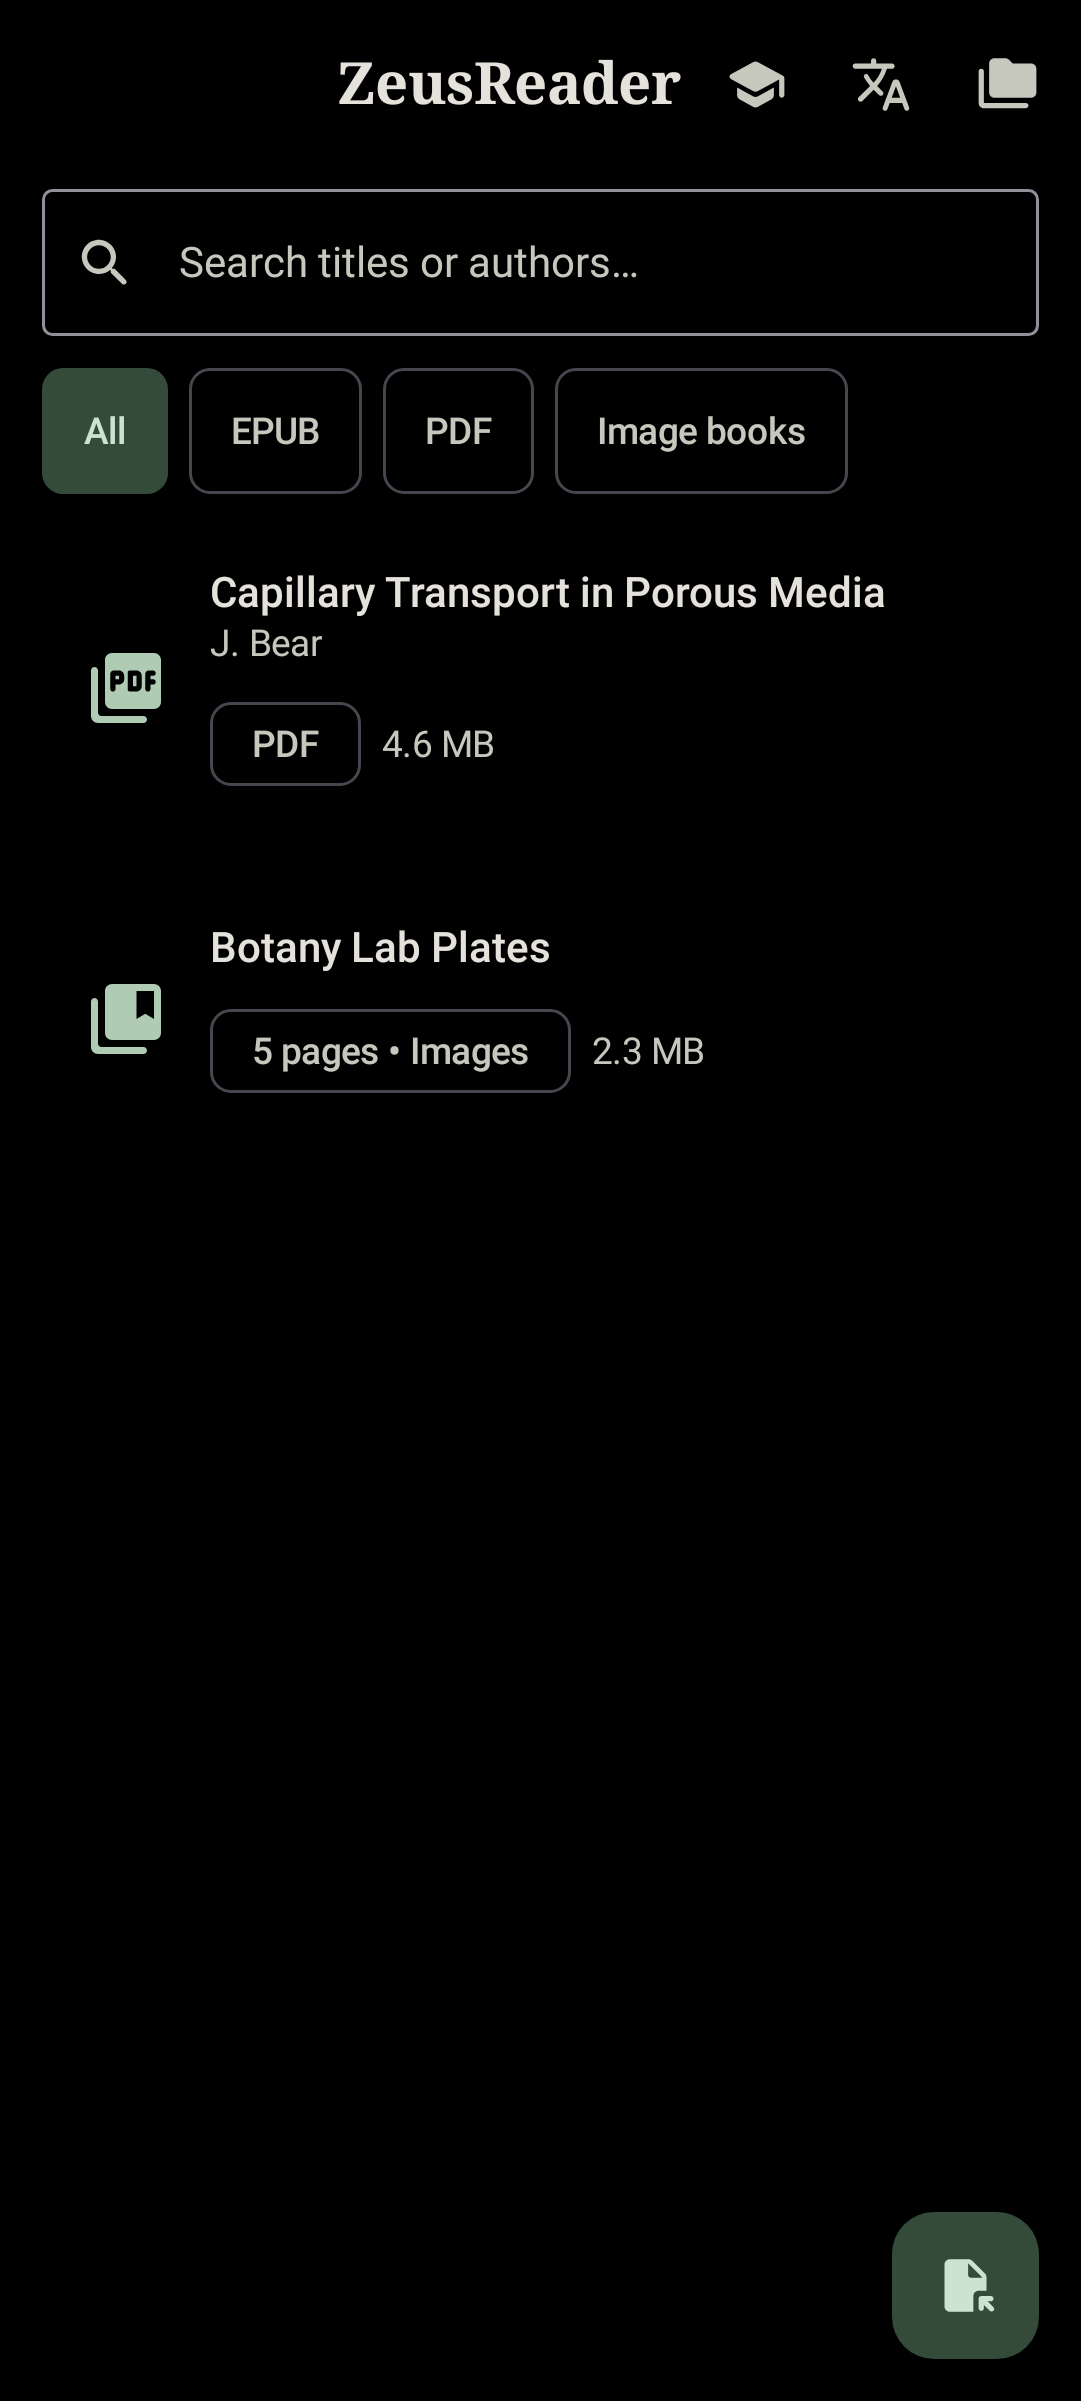 ZeusReader
Search titles or authors...
All
EPUB
PDF
Image books
Capillary Transport in Porous Media
J. Bear
PDF
PDF
4.6 MB
Botany Lab Plates
5 pages • Images
2.3 MB